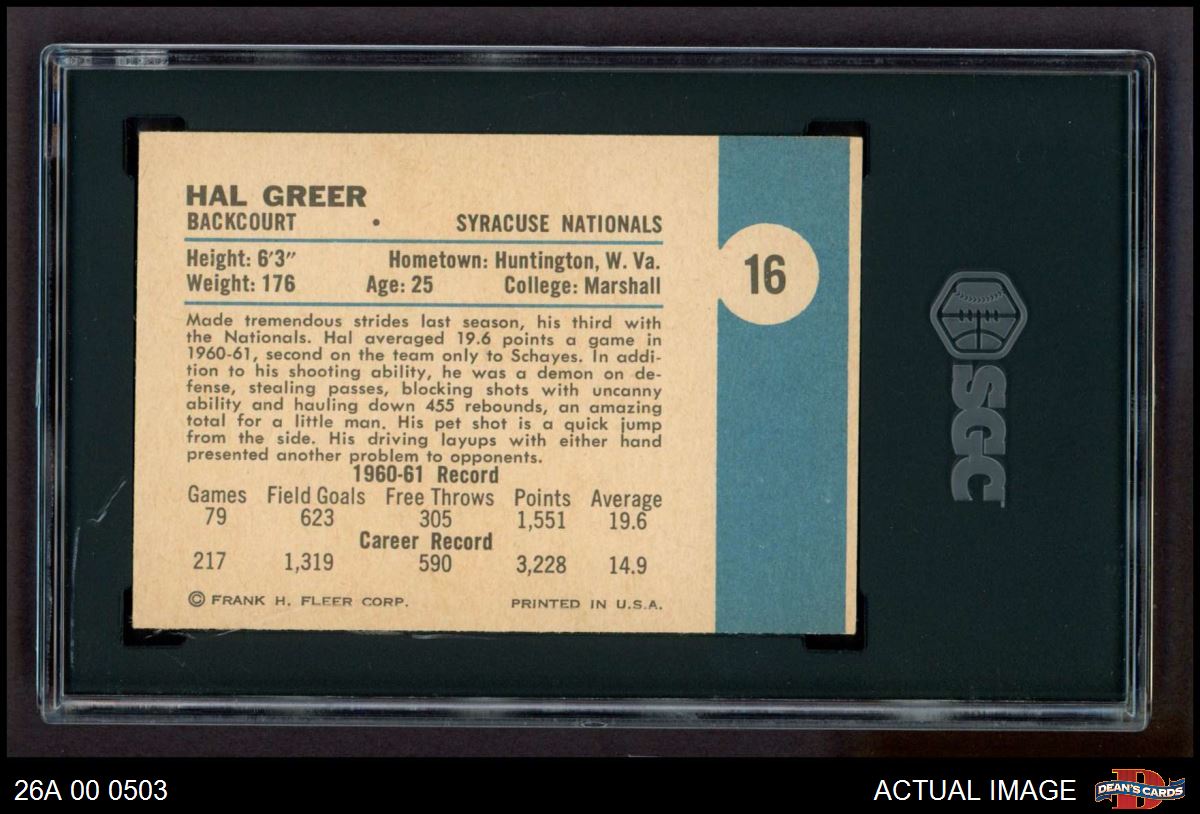 HAL GREER
BACKCOURT • SYRACUSE NATIONALS
Height: 6'3" Hometown: Huntington, W. Va.
Weight: 176 Age: 25 College: Marshall
16
Made tremendous strides last season, his third with
the Nationals. Hal averaged 19.6 points a game in
1960-61, second on the team only to Schayes. In addi-
tion to his shooting ability, he was a demon on de-
fense, stealing passes, blocking shots with uncanny
ability and hauling down 455 rebounds, an amazing
total for a little man. His pet shot is a quick jump
from the side. His driving layups with either hand
presented another problem to opponents.
1960-61 Record
Games Field Goals Free Throws Points Average
79 623 305 1,551 19.6
Career Record
217 1,319 590 3,228 14.9
© FRANK H. FLEER CORP. PRINTED IN U.S.A.
SGC
26A 00 0503
ACTUAL IMAGE
D
DEAN'S CARDS